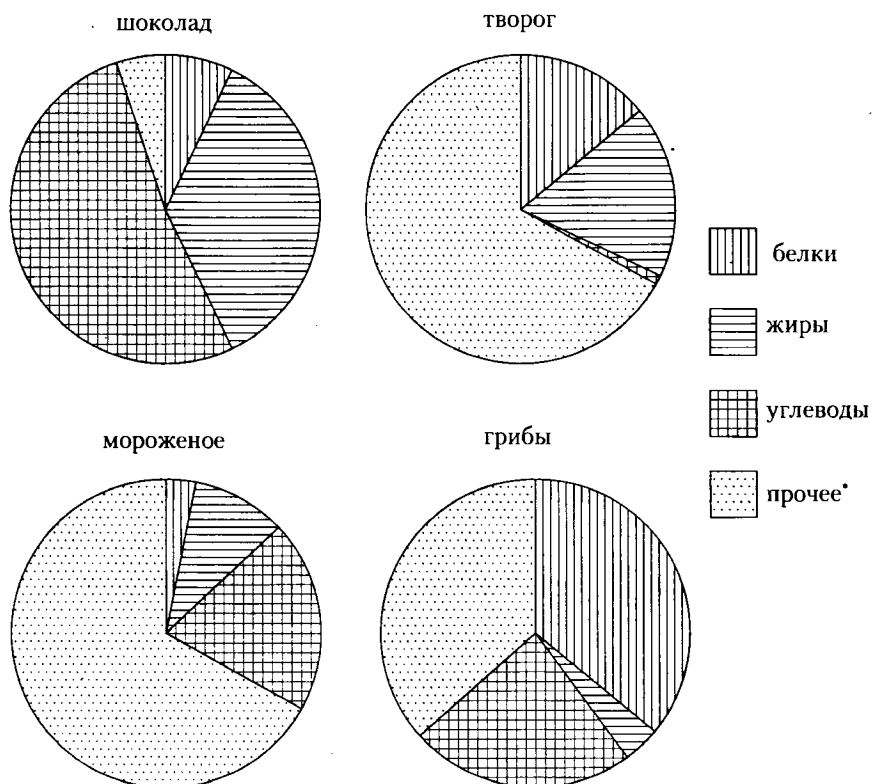 шоколад
творог
белки
жиры
углеводы
прочее*
мороженое
грибы